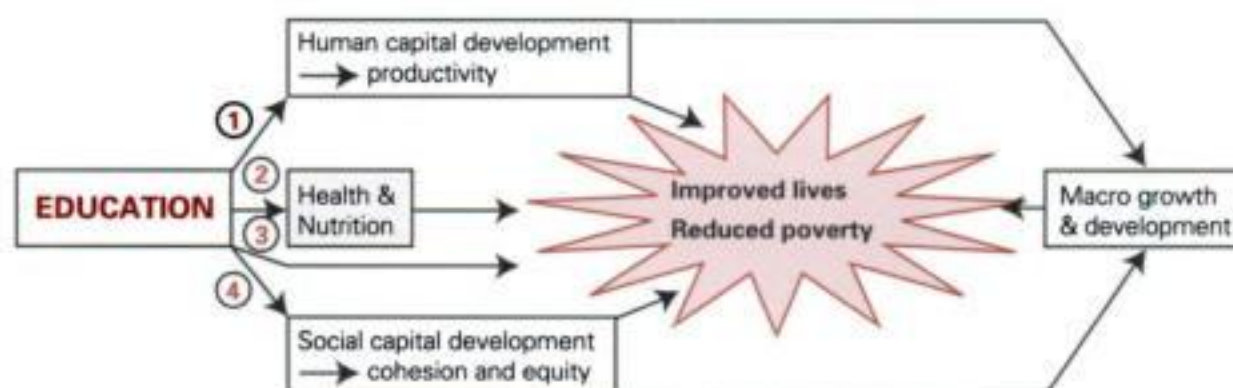 Human capital development
productivity
1
2
EDUCATION
Health &
Nutrition
3
4
Improved lives
Reduced poverty
Macro growth
& development
Social capital development
cohesion and equity